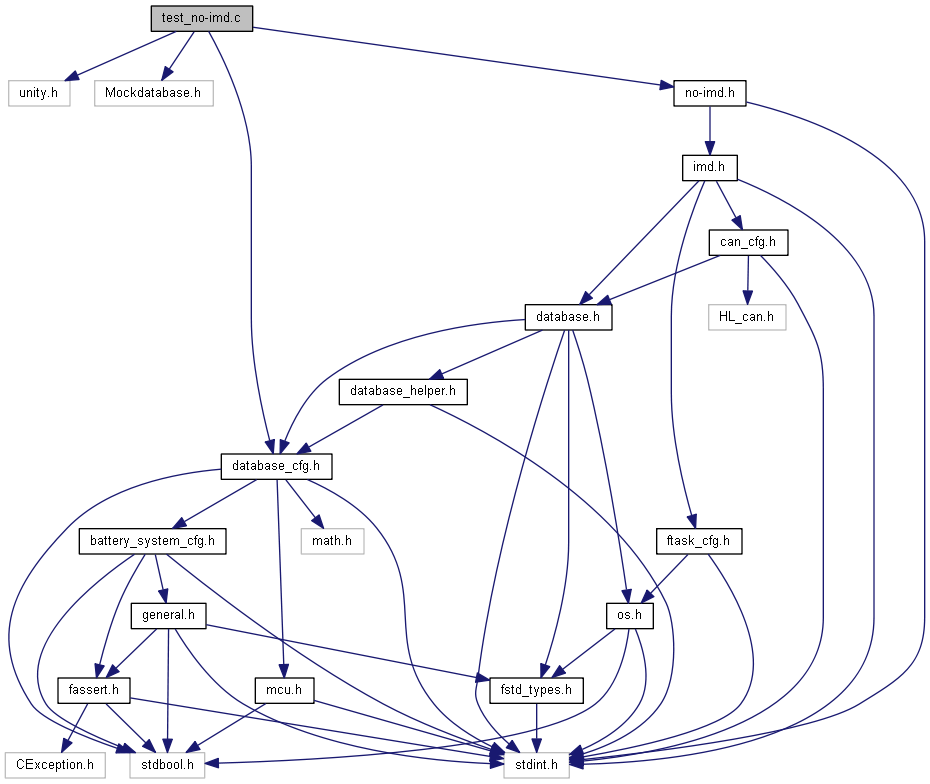 test_no-imd.c
unity.h
Mockdatabase.h
no-imd.h
imd.h
can_cfg.h
database.h
HL_can.h
database_helper.h
database_cfg.h
battery_system_cfg.h
math.h
ftask_cfg.h
general.h
os.h
fassert.h
mcu.h
fstd_types.h
CException.h
stdbool.h
stdint.h